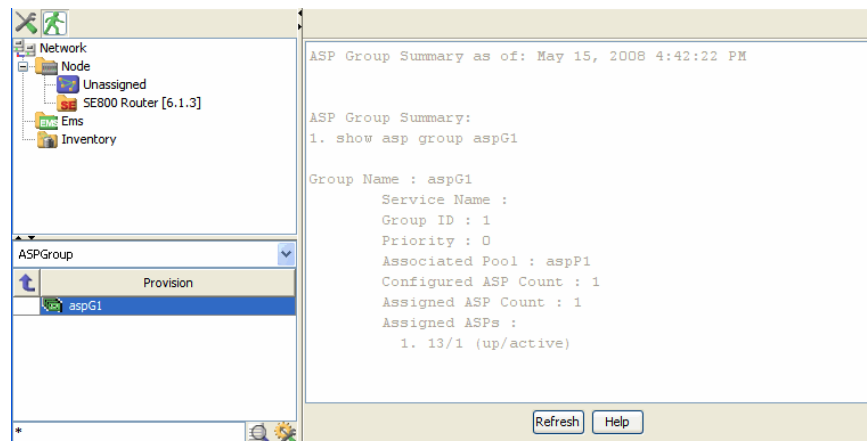 Network
Node
Unassigned
SE SE800 Router [6.1.3]
EMS Ems
Inventory
ASPGroup
Provision
aspG1
*
ASP Group Summary as of: May 15, 2008 4:42:22 PM
ASP Group Summary:
1. show asp group aspG1
Group Name : aspG1
Service Name :
Group ID : 1
Priority : 0
Associated Pool : aspP1
Configured ASP Count : 1
Assigned ASP Count : 1
Assigned ASPs :
1. 13/1 (up/active)
Refresh Help